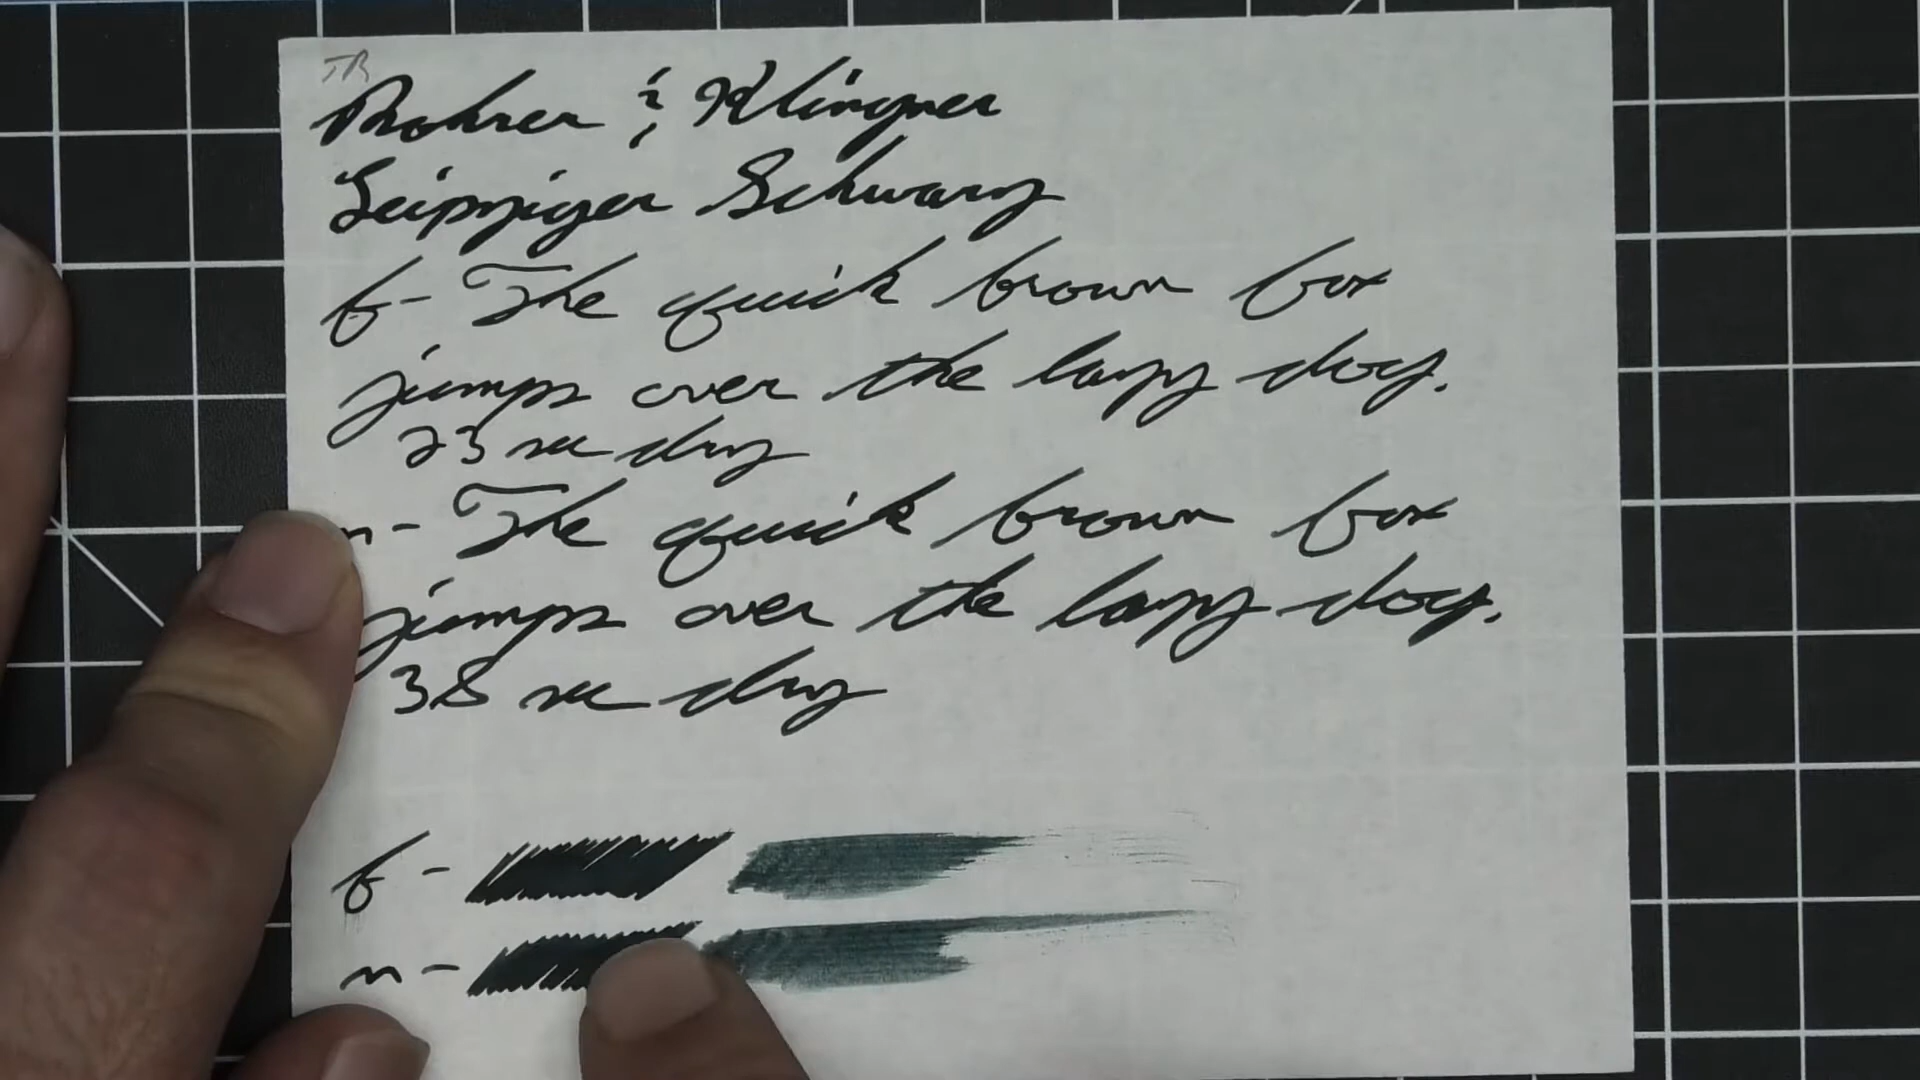 TR
Rohrer & Klingner
Leipziger Schwarz
f- The quick brown fox
jumps over the lazy dog.
23 sec dry
m- The quick brown fox
jumps over the lazy dog.
38 sec dry
f-
m-